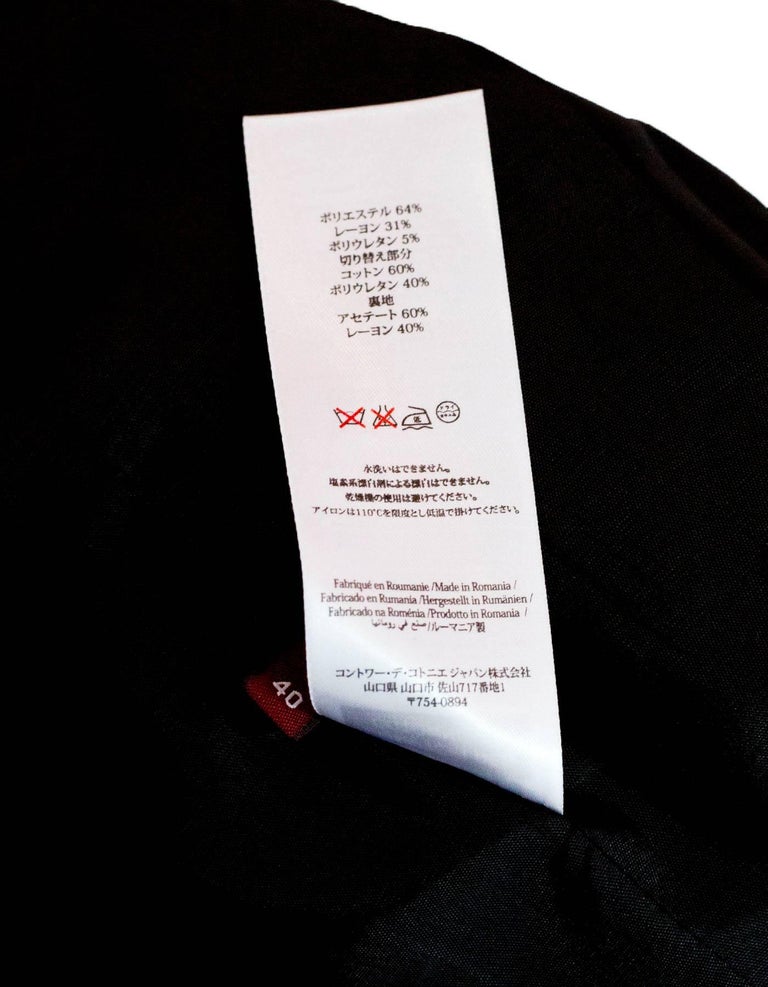 ポリエステル 64%
レーヨン 31%
ポリウレタン 5%
切り替え部分
コットン 60%
ポリウレタン 40%
裏地
アセテート 60%
レーヨン 40%
低
ドライ
水洗いはできません。
塩素系漂白剤による漂白はできません。
乾燥機の使用は避けてください。
アイロンは110℃を限度とし低温で掛けてください。
Fabriqué en Roumanie /Made in Romania /
Fabricado en Rumania /Hergestellt in Rumänien /
Fabricado na Roménia /Prodotto in Romania /
صنع في رومانيا/ルーマニア製
コントワー・デ・コトニエ ジャパン株式会社
山口県 山口市 佐山717番地1
〒754-0894
40